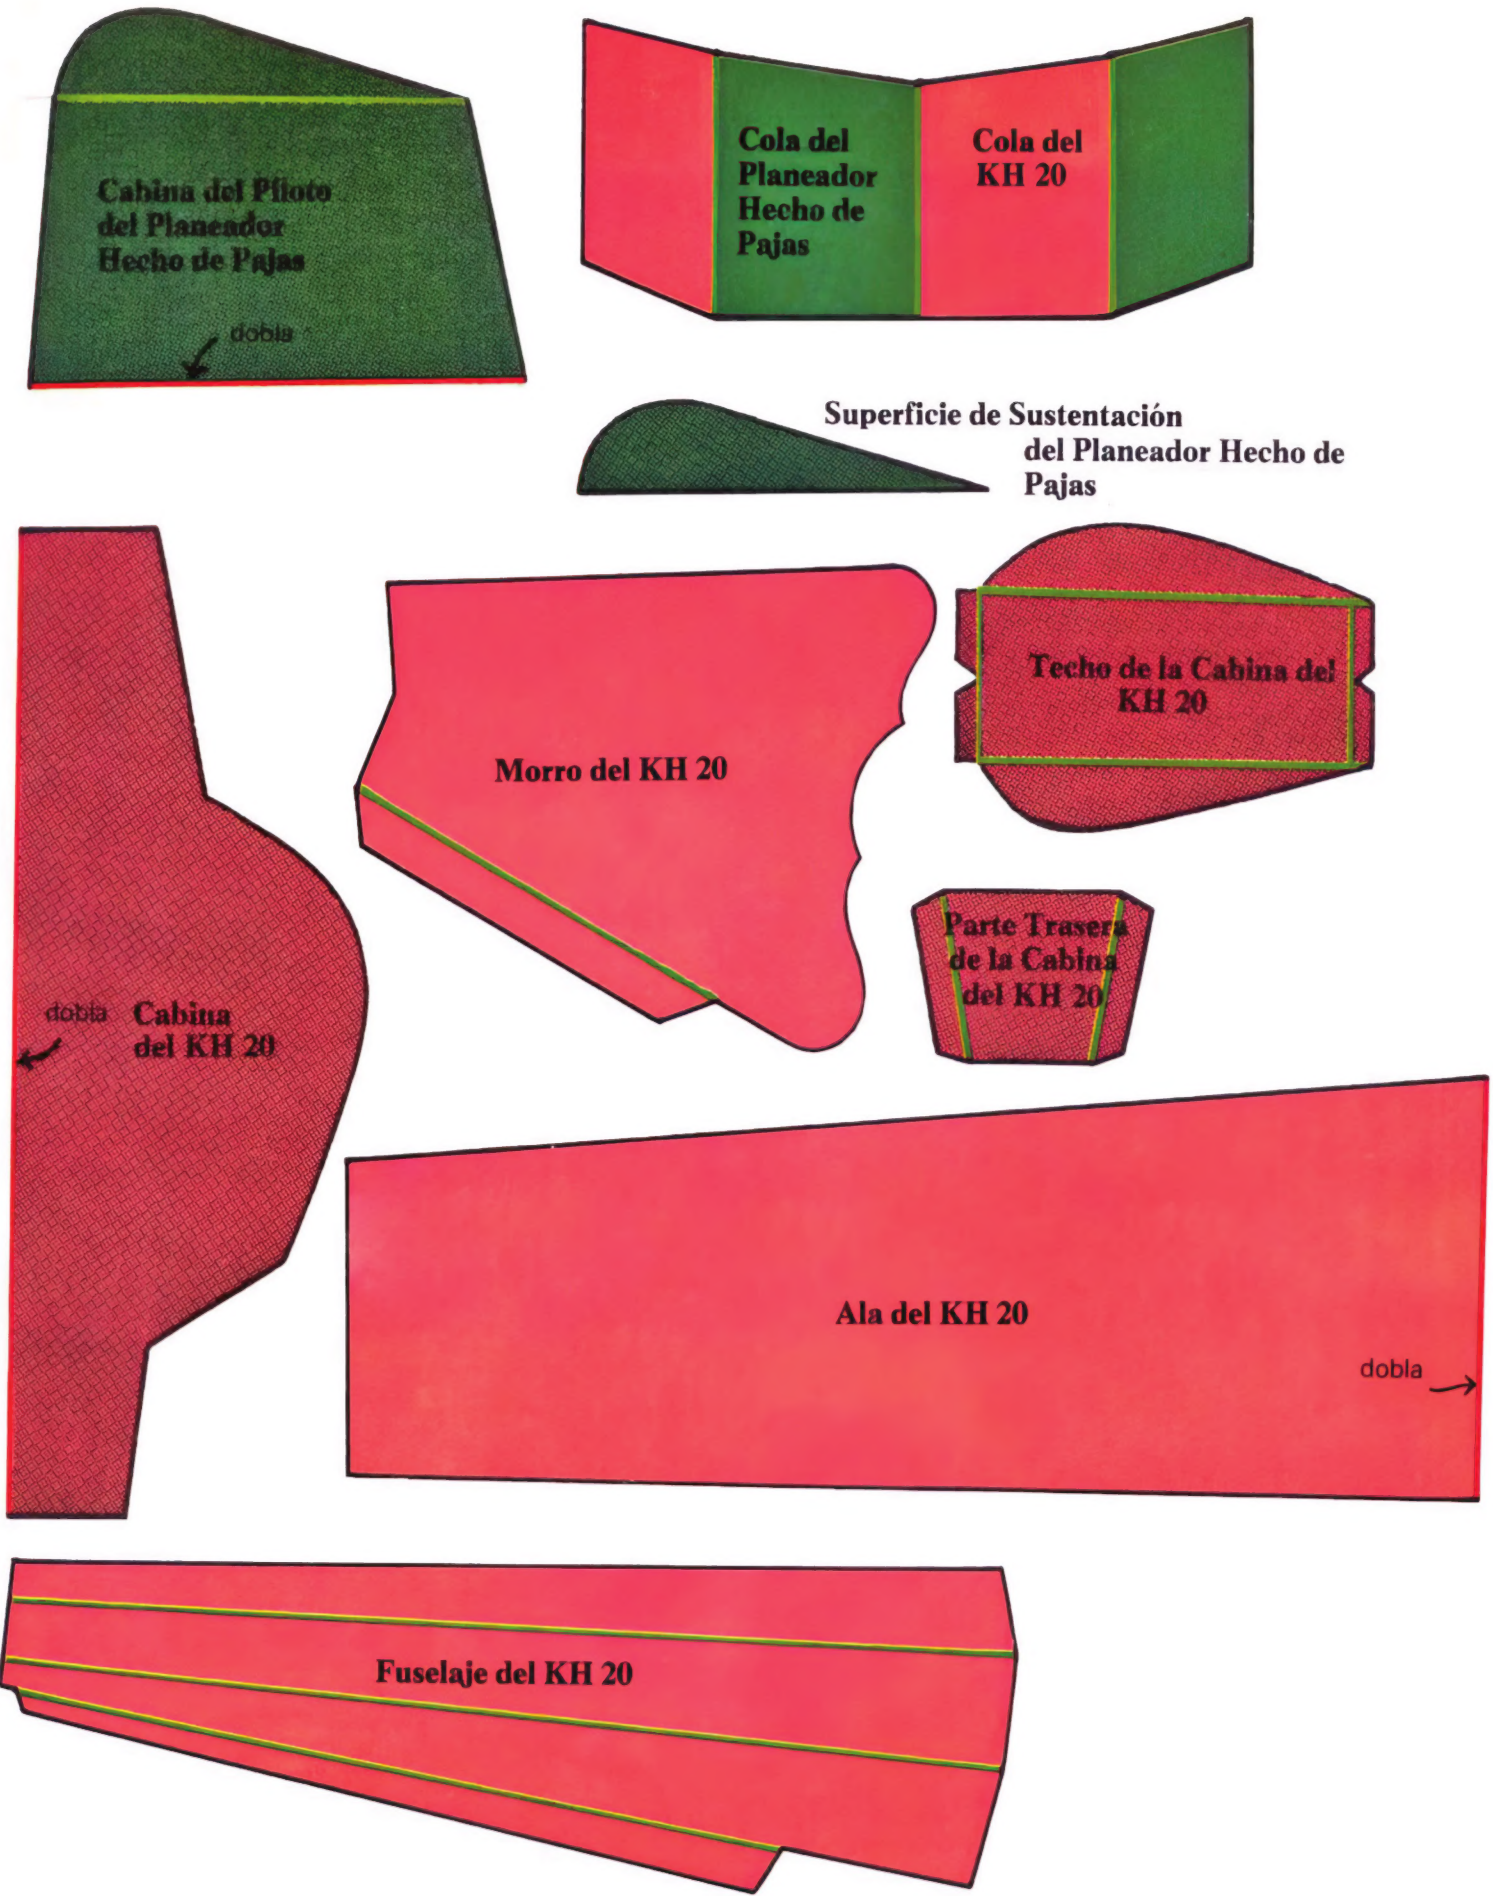 Cabina del Piloto
del Planeador
Hecho de Pajas
dobla
Cola del
Planeador
Hecho de
Pajas
Cola del
KH 20
Superficie de Sustentación
del Planeador Hecho de
Pajas
Techo de la Cabina del
KH 20
Morro del KH 20
Parte Trasera
de la Cabina
del KH 20
dobla
Cabina
del KH 20
Ala del KH 20
dobla
Fuselaje del KH 20